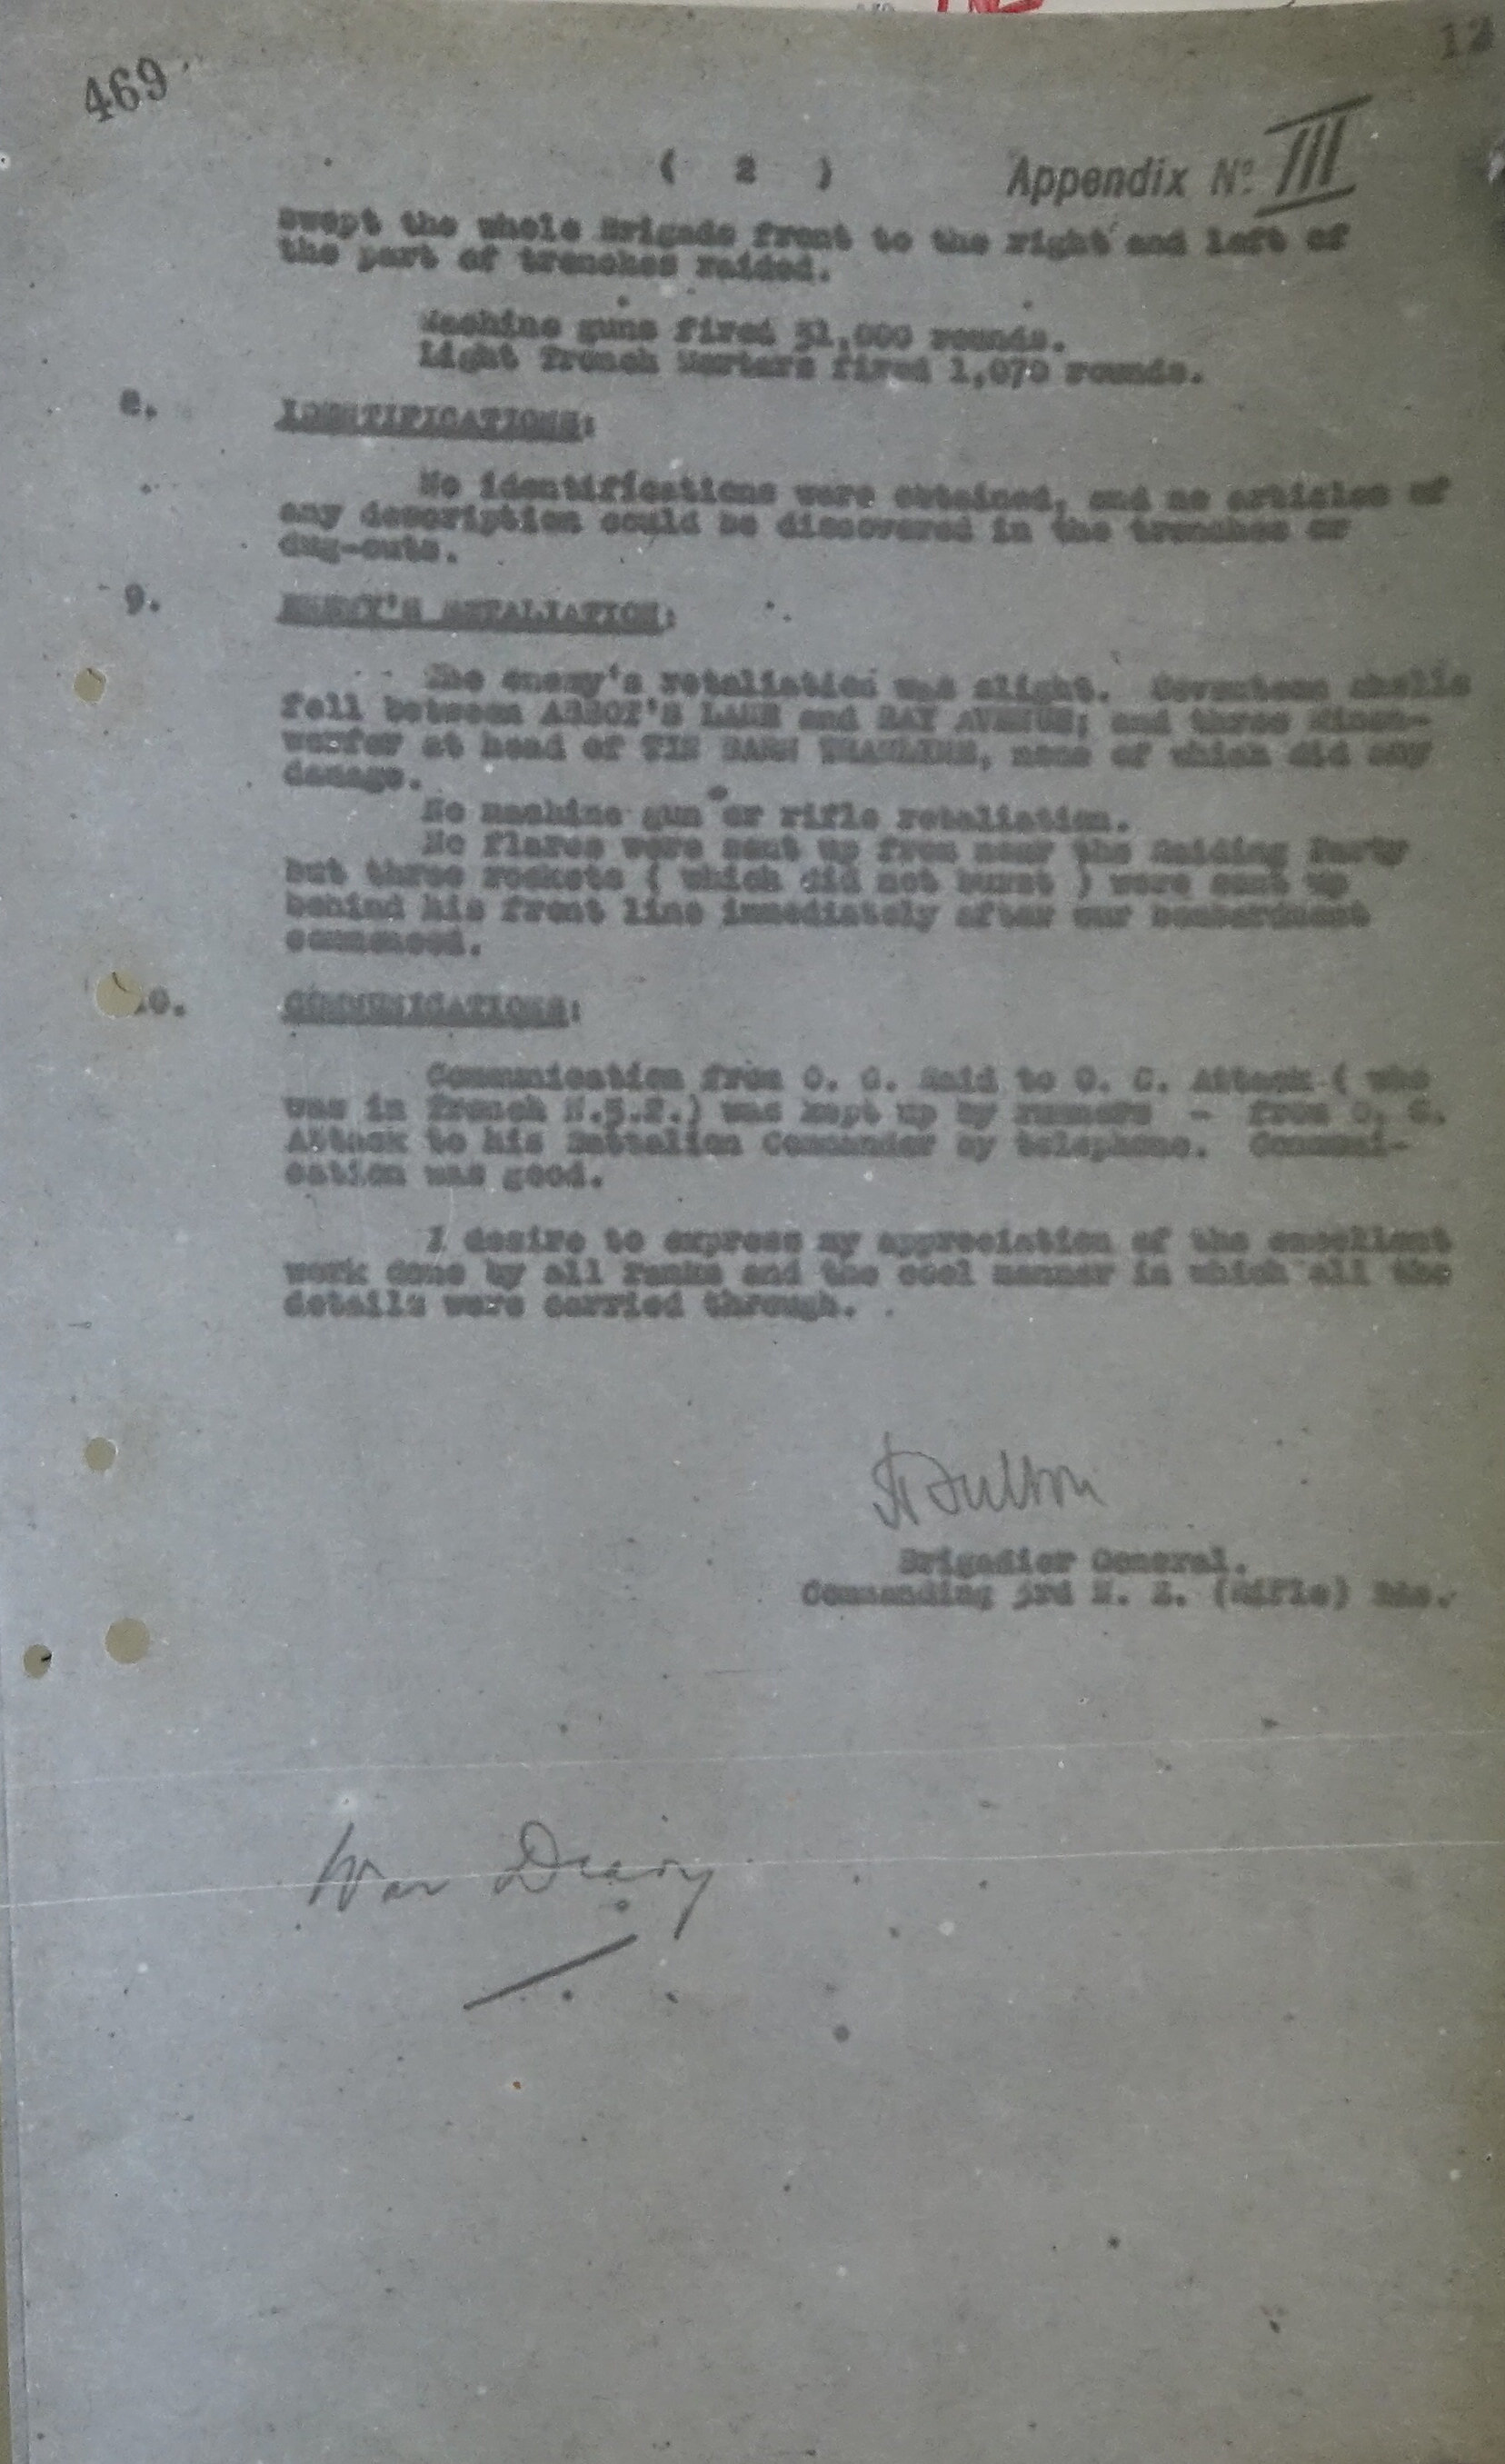 469
12
( 2 )
Appendix Nº III
swept the whole Brigade front to the right and left of
the part of trenches raided.
Machine guns fired 51,000 rounds.
Light Trench Mortars fired 1,070 rounds.
8. IDENTIFICATIONS:
No identifications were obtained, and no articles of
any description could be discovered in the trenches or
dug-outs.
9. ENEMY'S RETALIATION:
The enemy's retaliation was slight. Seventeen shells
fell between ABBOT'S LANE and BAY AVENUE; and three Minen-
werfer at head of TIN BARN TRAMLINE, none of which did any
damage.
No machine gun or rifle retaliation.
No flares were sent up from near the Raiding Party
but three rockets ( which did not burst ) were sent up
behind his front line immediately after our bombardment
commenced.
10. COMMUNICATIONS:
Communication from O. C. Raid to O. C. Attack ( who
was in Trench N.5.2.) was kept up by runners - from O. C.
Attack to his Battalion Commander by telephone. Communi-
cation was good.
I desire to express my appreciation of the excellent
work done by all ranks and the cool manner in which all the
details were carried through.
Fulton
Brigadier General.
Commanding 3rd N. Z. (Rifle) Bde.
War Diary